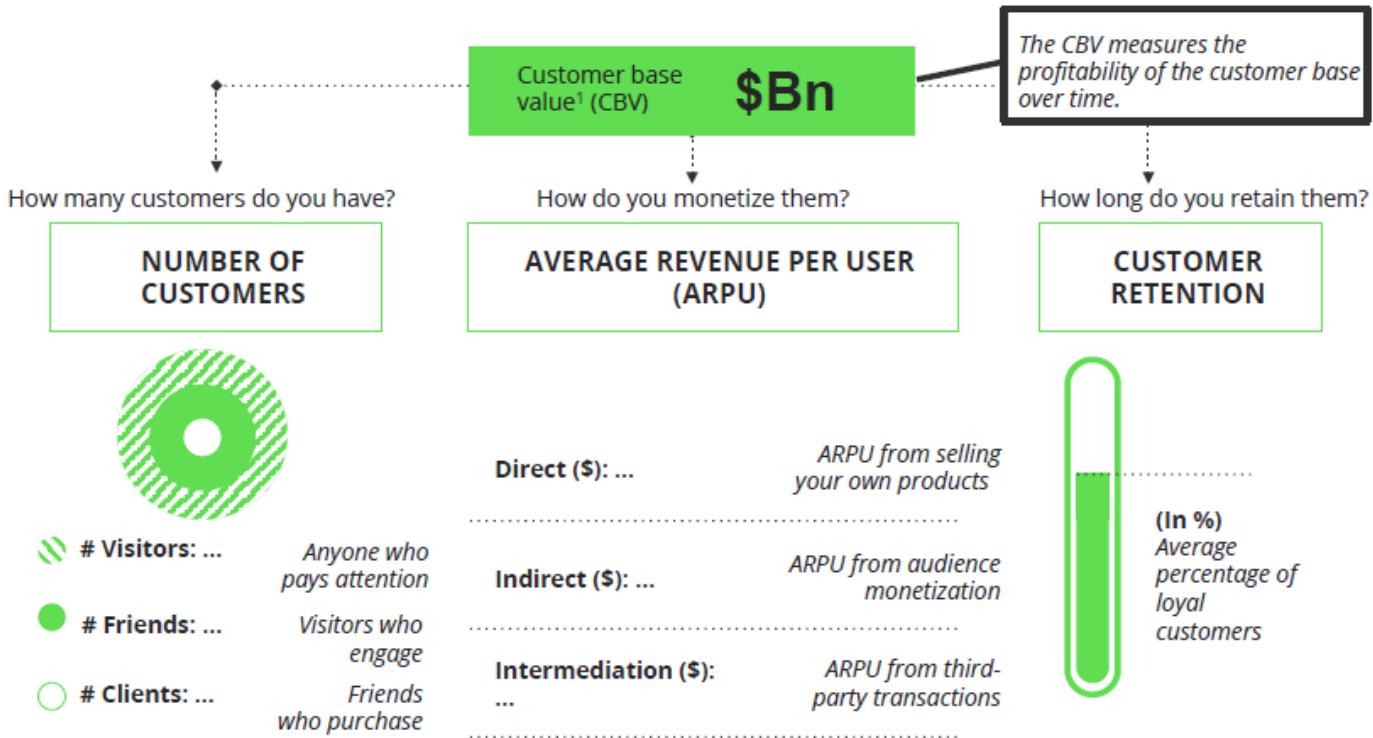 Customer base
value¹ (CBV)
$Bn
The CBV measures the
profitability of the customer base
over time.
How many customers do you have?
NUMBER OF
CUSTOMERS
# Visitors: ...
Anyone who
pays attention
# Friends: ...
Visitors who
engage
# Clients: ...
Friends
who purchase
How do you monetize them?
AVERAGE REVENUE PER USER
(ARPU)
Direct ($): ...
ARPU from selling
your own products
Indirect ($): ...
ARPU from audience
monetization
Intermediation ($):
...
ARPU from third-
party transactions
How long do you retain them?
CUSTOMER
RETENTION
(In %)
Average
percentage of
loyal
customers